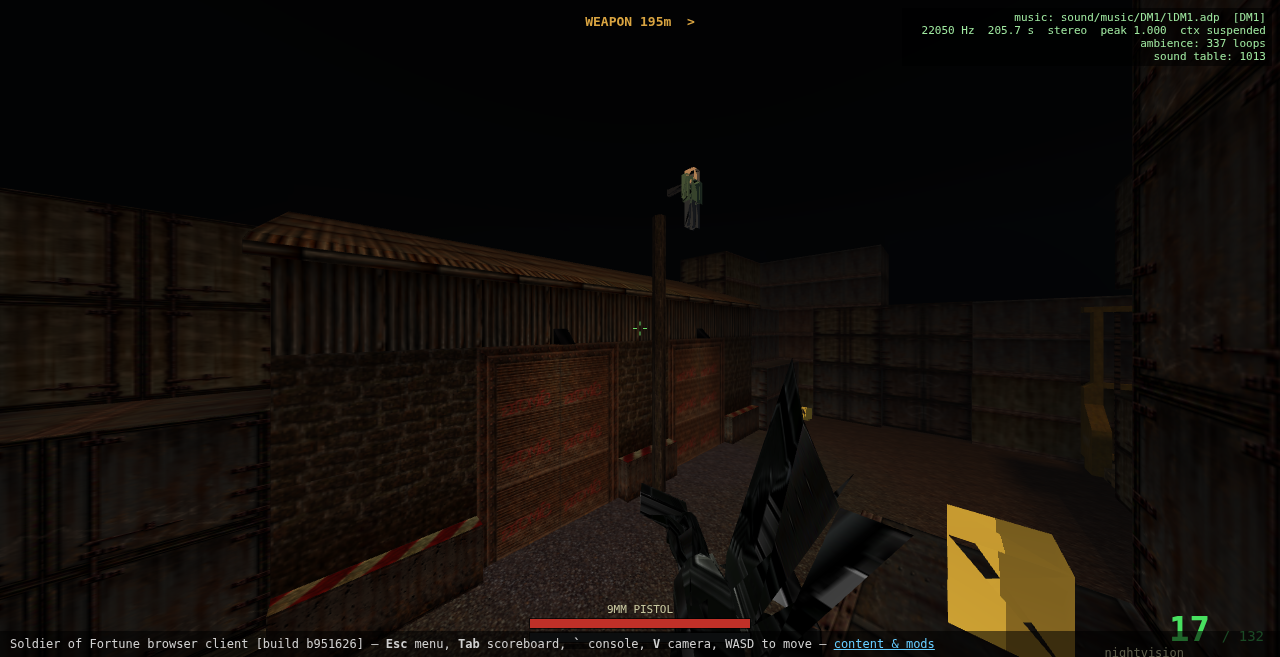 WEAPON 195m >
music: sound/music/DM1/lDM1.adp [DM1]
22050 Hz 205.7 s stereo peak 1.000 ctx suspended
ambience: 337 loops
sound table: 1013
9MM PISTOL
17 / 132
nightvision
Soldier of Fortune browser client [build b951626] — Esc menu, Tab scoreboard, ` console, V camera, WASD to move — content & mods